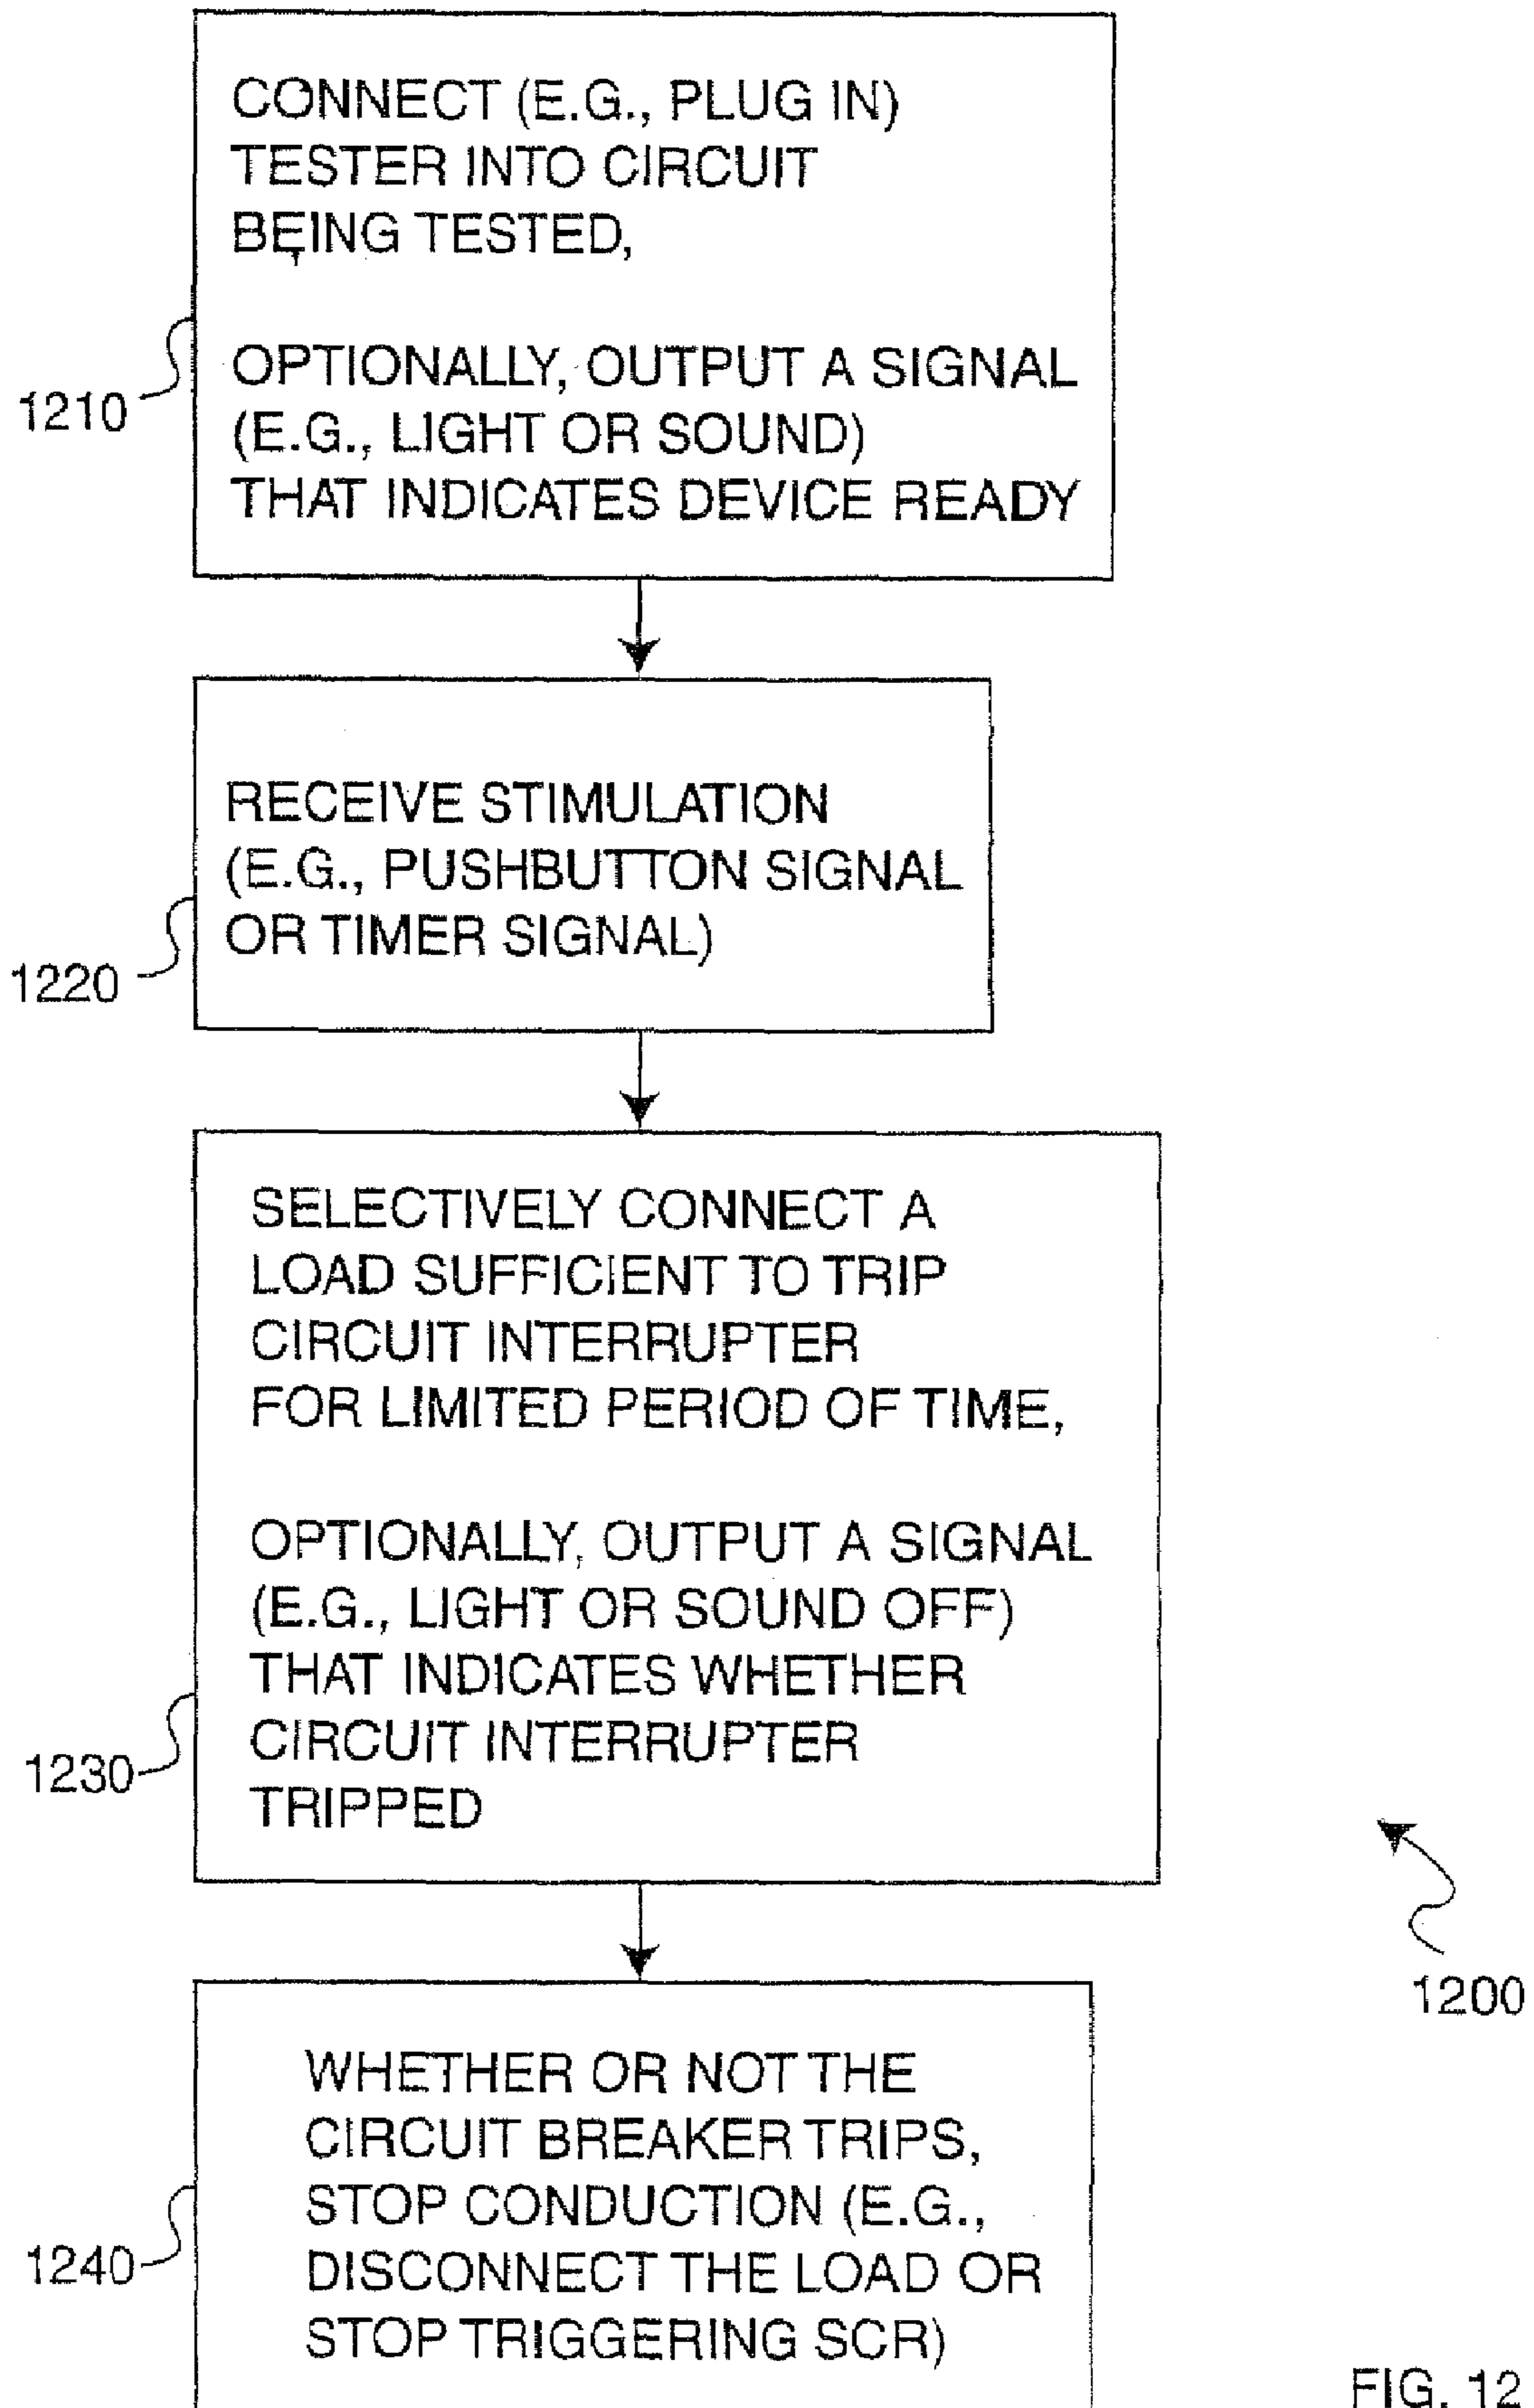 CONNECT (E.G., PLUG IN)
TESTER INTO CIRCUIT
BEING TESTED,
OPTIONALLY, OUTPUT A SIGNAL
(E.G., LIGHT OR SOUND)
THAT INDICATES DEVICE READY
1210
RECEIVE STIMULATION
(E.G., PUSHBUTTON SIGNAL
OR TIMER SIGNAL)
1220
SELECTIVELY CONNECT A
LOAD SUFFICIENT TO TRIP
CIRCUIT INTERRUPTER
FOR LIMITED PERIOD OF TIME,
OPTIONALLY, OUTPUT A SIGNAL
(E.G., LIGHT OR SOUND OFF)
THAT INDICATES WHETHER
CIRCUIT INTERRUPTER
TRIPPED
1230
1200
WHETHER OR NOT THE
CIRCUIT BREAKER TRIPS,
STOP CONDUCTION (E.G.,
DISCONNECT THE LOAD OR
STOP TRIGGERING SCR)
1240
FIG. 12